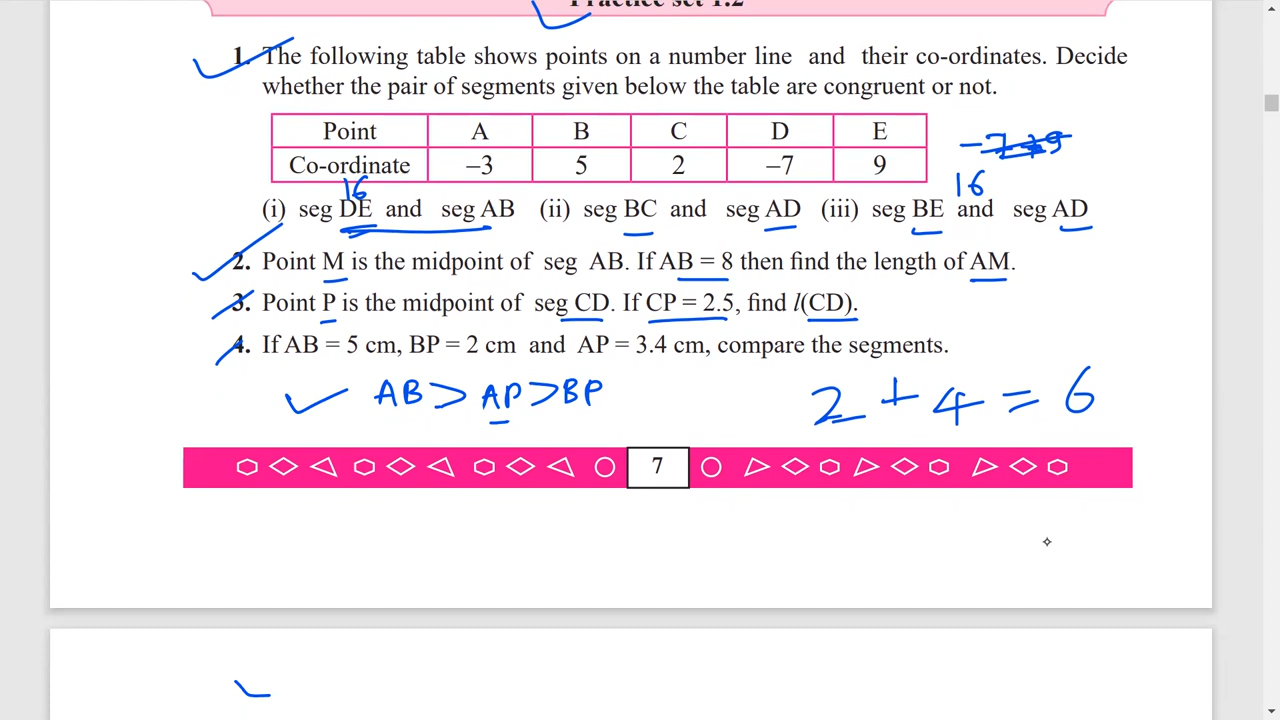 Practice set 1.2
1. The following table shows points on a number line and their co-ordinates. Decide
whether the pair of segments given below the table are congruent or not.
Point A B C D E
Co-ordinate –3 5 2 –7 9
16 16
(i) seg DE and seg AB (ii) seg BC and seg AD (iii) seg BE and seg AD
2. Point M is the midpoint of seg AB. If AB = 8 then find the length of AM.
3. Point P is the midpoint of seg CD. If CP = 2.5, find l(CD).
4. If AB = 5 cm, BP = 2 cm and AP = 3.4 cm, compare the segments.
AB > AP > BP 2 + 4 = 6
7